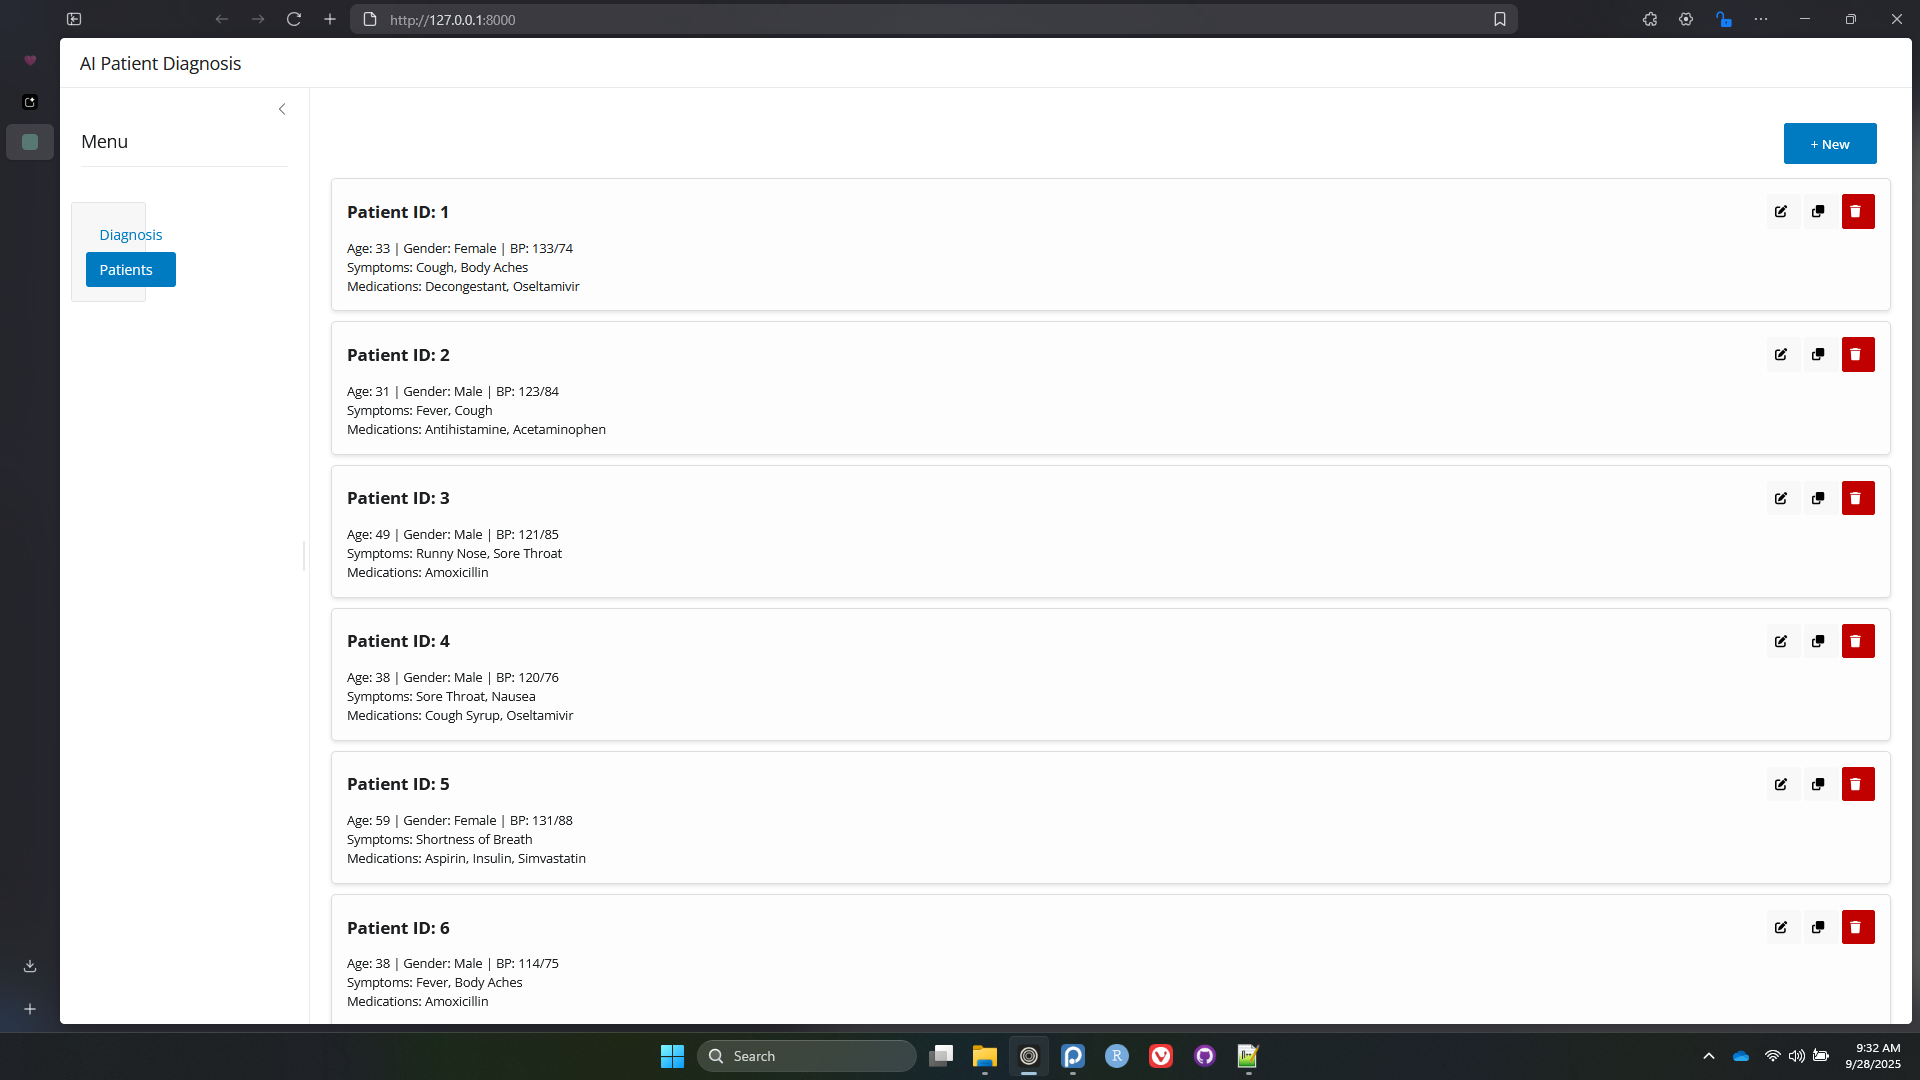 http://127.0.0.1:8000
AI Patient Diagnosis
Menu
Diagnosis
Patients
+ New
Patient ID: 1
Age: 33 | Gender: Female | BP: 133/74
Symptoms: Cough, Body Aches
Medications: Decongestant, Oseltamivir
Patient ID: 2
Age: 31 | Gender: Male | BP: 123/84
Symptoms: Fever, Cough
Medications: Antihistamine, Acetaminophen
Patient ID: 3
Age: 49 | Gender: Male | BP: 121/85
Symptoms: Runny Nose, Sore Throat
Medications: Amoxicillin
Patient ID: 4
Age: 38 | Gender: Male | BP: 120/76
Symptoms: Sore Throat, Nausea
Medications: Cough Syrup, Oseltamivir
Patient ID: 5
Age: 59 | Gender: Female | BP: 131/88
Symptoms: Shortness of Breath
Medications: Aspirin, Insulin, Simvastatin
Patient ID: 6
Age: 38 | Gender: Male | BP: 114/75
Symptoms: Fever, Body Aches
Medications: Amoxicillin
Search
R
9:32 AM
9/28/2025